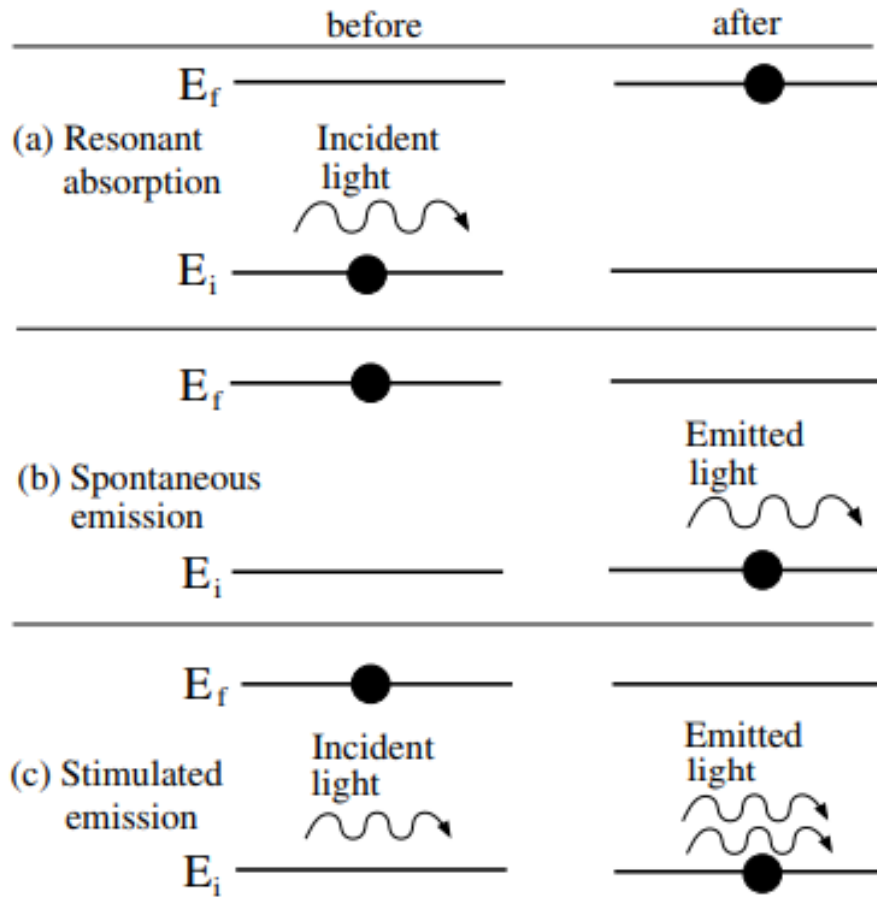 before after
E_f
(a) Resonant
absorption
Incident
light
E_i
E_f
(b) Spontaneous
emission
Emitted
light
E_i
E_f
(c) Stimulated
emission
Incident
light
Emitted
light
E_i